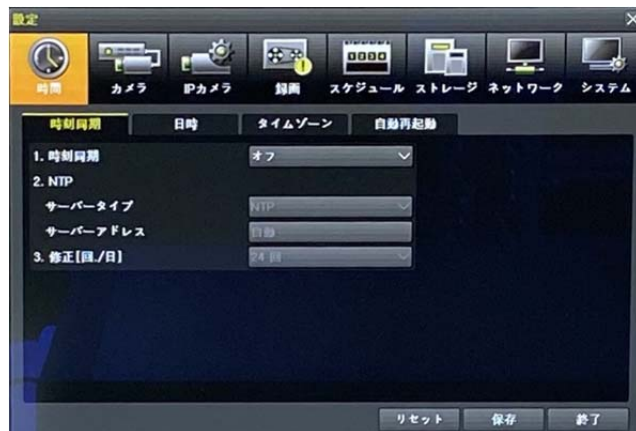 設定
X
時間 カメラ IPカメラ 録画 スケジュール ストレージ ネットワーク システム
時刻同期 日時 タイムゾーン 自動再起動
1. 時刻同期 オフ
2. NTP
サーバータイプ NTP
サーバーアドレス 自動
3. 修正[回./日] 24 回
リセット 保存 終了